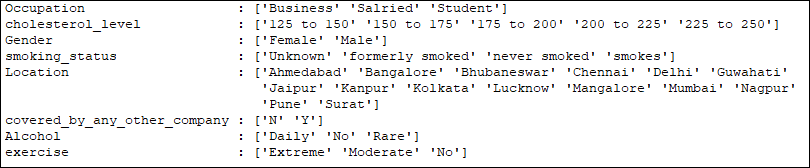 Occupation : ['Business' 'Salried' 'Student']
cholesterol_level : ['125 to 150' '150 to 175' '175 to 200' '200 to 225' '225 to 250']
Gender : ['Female' 'Male']
smoking_status : ['Unknown' 'formerly smoked' 'never smoked' 'smokes']
Location : ['Ahmedabad' 'Bangalore' 'Bhubaneswar' 'Chennai' 'Delhi' 'Guwahati'
'Jaipur' 'Kanpur' 'Kolkata' 'Lucknow' 'Mangalore' 'Mumbai' 'Nagpur'
'Pune' 'Surat']
covered_by_any_other_company : ['N' 'Y']
Alcohol : ['Daily' 'No' 'Rare']
exercise : ['Extreme' 'Moderate' 'No']